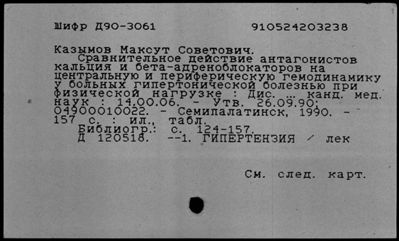 Шифр Д90-3061 910524203238
Казымов Максут Советович.
Сравнительное действие антагонистов
кальция и бета-адреноблокаторов на
центральную и периферическую гемодинамику
у больных гипертонической болезнью при
физической нагрузке : Дис. ... канд. мед.
наук : 14.00.06. - Утв. 26.09.90;
04900010022. - Семипалатинск, 1990. -
157 с. : ил., табл.
Библиогр.: с. 124-157.
Д 120518. --1. ГИПЕРТЕНЗИЯ / лек
См. след. карт.